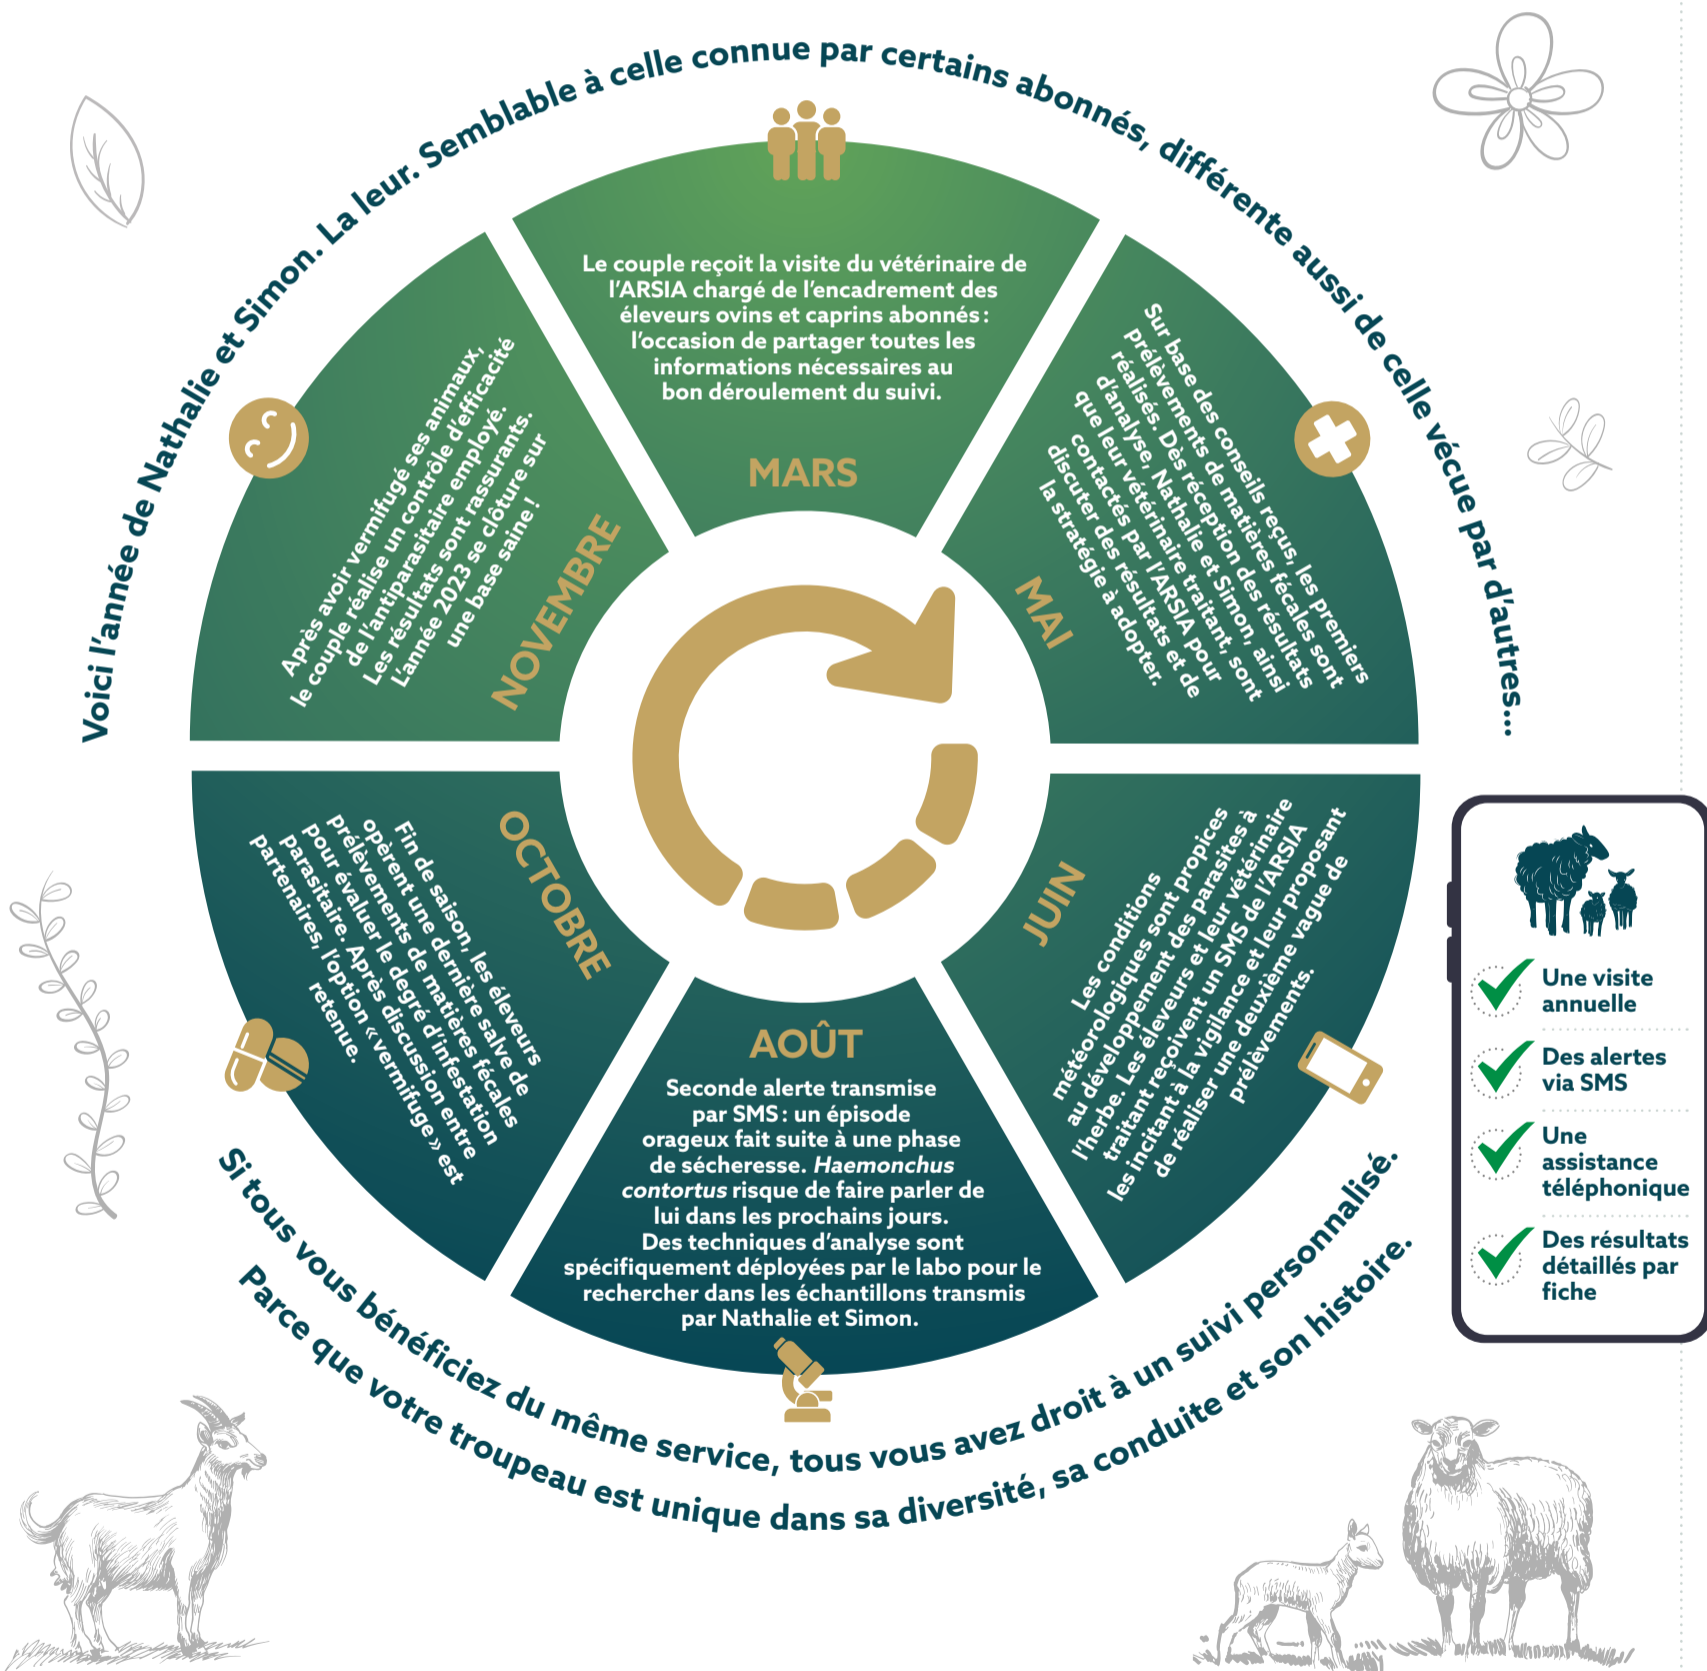 Voici l'année de Nathalie et Simon. La leur. Semblable à celle connue par certains abonnés, différente aussi de celle vécue par d'autres...
Le couple reçoit la visite du vétérinaire de
l'ARSIA chargé de l'encadrement des
éleveurs ovins et caprins abonnés :
l'occasion de partager toutes les
informations nécessaires au
bon déroulement du suivi.
MARS
Sur base des conseils reçus, les premiers
prélèvements de matières fécales sont
réalisés. Dès réception des résultats
d'analyse, Nathalie et Simon, ainsi
que leur vétérinaire traitant, sont
contactés par l'ARSIA pour
discuter des résultats et de
la stratégie à adopter.
MAI
JUIN
Les conditions
météorologiques sont propices
au développement des parasites à
l'herbe. Les éleveurs et leur vétérinaire
traitant reçoivent un SMS de l'ARSIA
les incitant à la vigilance et leur proposant
de réaliser une deuxième vague de
prélèvements.
AOÛT
Seconde alerte transmise
par SMS : un épisode
orageux fait suite à une phase
de sécheresse. Haemonchus
contortus risque de faire parler de
lui dans les prochains jours.
Des techniques d'analyse sont
spécifiquement déployées par le labo pour le
rechercher dans les échantillons transmis
par Nathalie et Simon.
OCTOBRE
Fin de saison, les éleveurs
opèrent une dernière salve de
prélèvements de matières fécales
pour évaluer le degré d'infestation
parasitaire. Après discussion entre
partenaires, l'option « vermifuge » est
retenue.
Après avoir vermifugé ses animaux,
le couple réalise un contrôle d'efficacité
de l'antiparasitaire employé.
Les résultats sont rassurants.
L'année 2023 se clôture sur
une base saine !
NOVEMBRE
Si tous vous bénéficiez du même service, tous vous avez droit à un suivi personnalisé.
Parce que votre troupeau est unique dans sa diversité, sa conduite et son histoire.
Une visite
annuelle
Des alertes
via SMS
Une
assistance
téléphonique
Des résultats
détaillés par
fiche